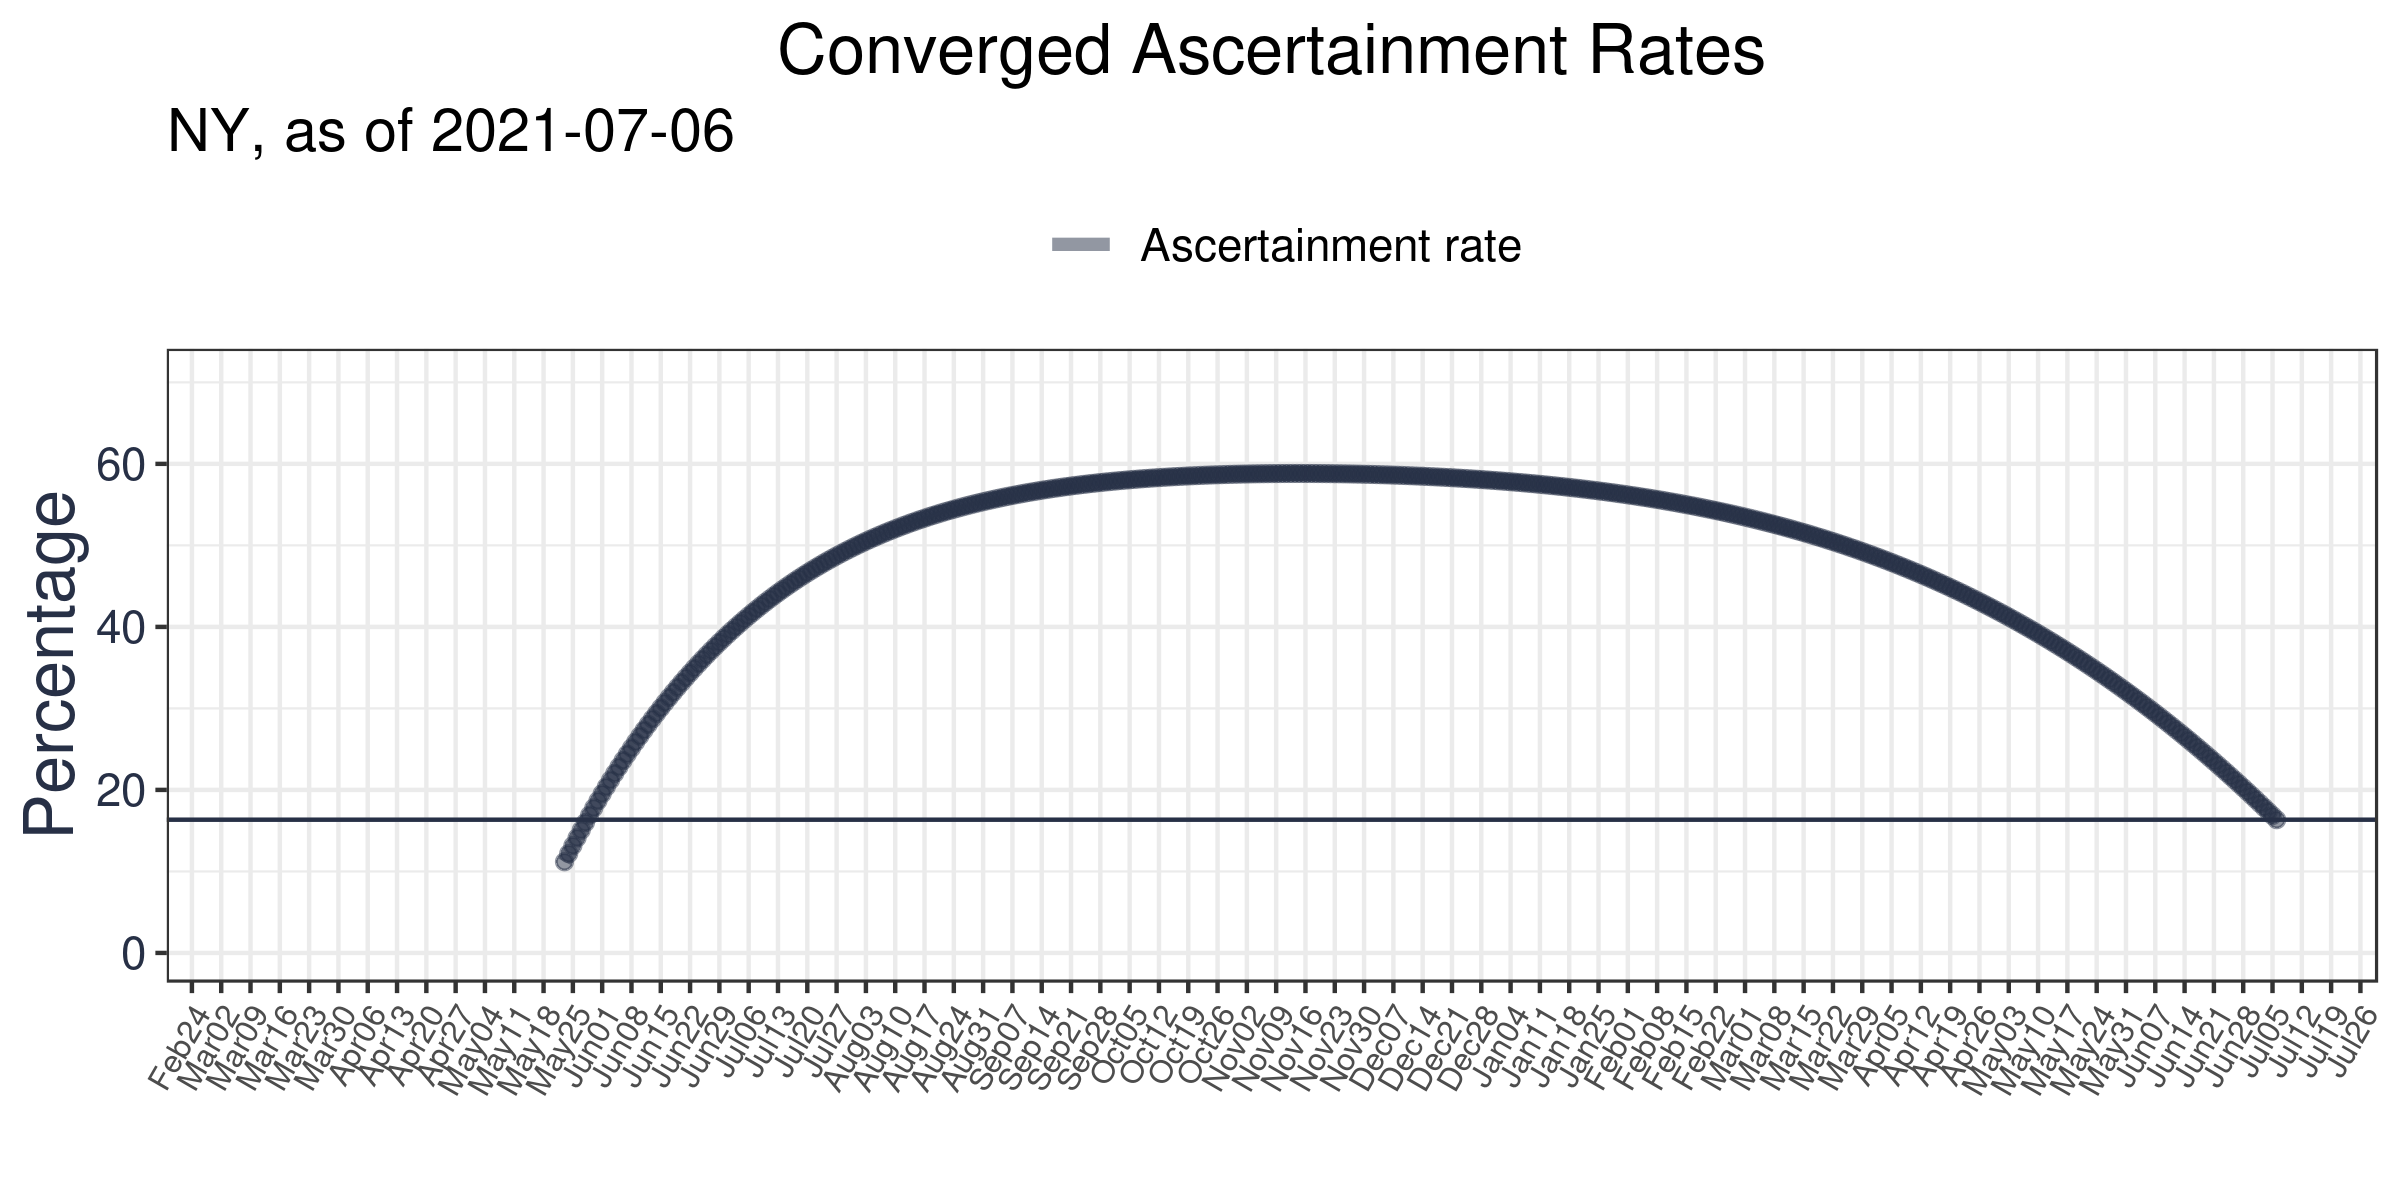 Converged Ascertainment Rates
NY, as of 2021-07-06
Ascertainment rate
Percentage
60
40
20
0
Feb24 Mar02 Mar09 Mar16 Mar23 Mar30 Apr06 Apr13 Apr20 Apr27 May04 May11 May18 May25 Jun01 Jun08 Jun15 Jun22 Jun29 Jul06 Jul13 Jul20 Jul27 Aug03 Aug10 Aug17 Aug24 Aug31 Sep07 Sep14 Sep21 Sep28 Oct05 Oct12 Oct19 Oct26 Nov02 Nov09 Nov16 Nov23 Nov30 Dec07 Dec14 Dec21 Dec28 Jan04 Jan11 Jan18 Jan25 Feb01 Feb08 Feb15 Feb22 Mar01 Mar08 Mar15 Mar22 Mar29 Apr05 Apr12 Apr19 Apr26 May03 May10 May17 May24 May31 Jun07 Jun14 Jun21 Jun28 Jul05 Jul12 Jul19 Jul26